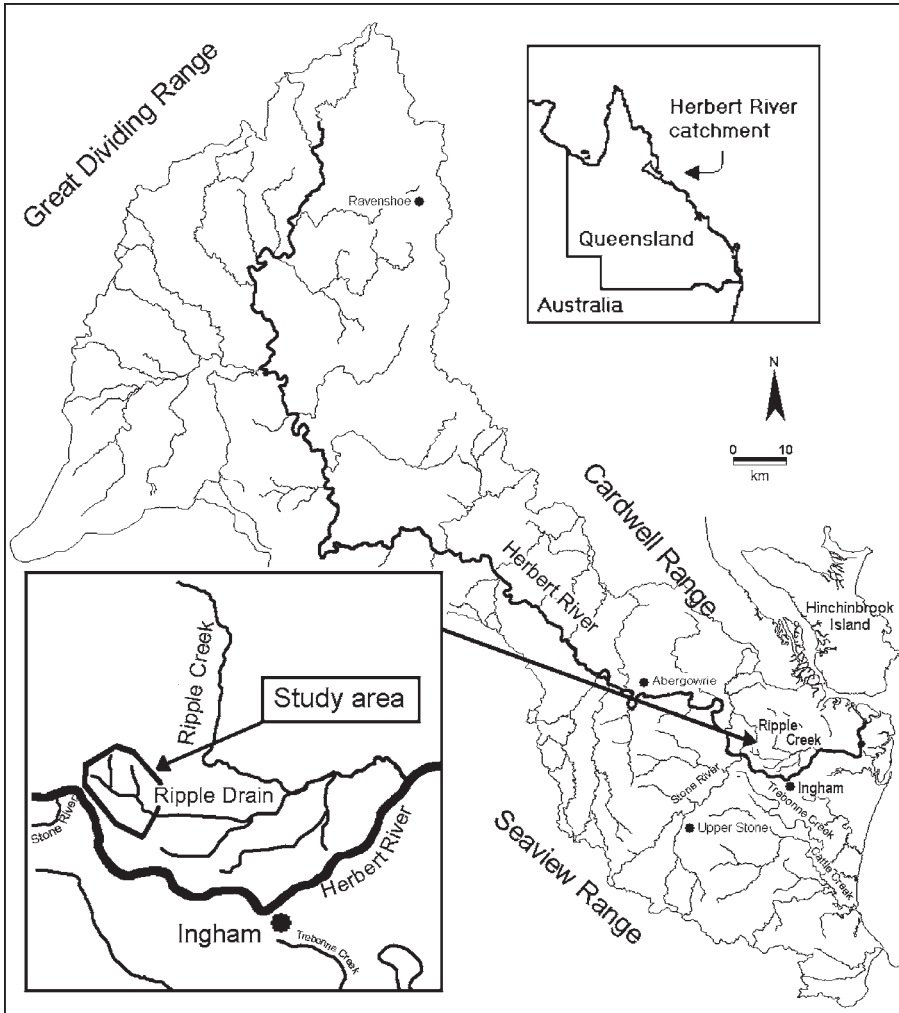 Great Dividing Range
Ravenshoe
Herbert River
catchment
Queensland
Australia
N
0 10
km
Cardwell Range
Herbert River
Hinchinbrook
Island
Abergowrie
Ripple
Creek
Stone River
Ingham
Trebonne Creek
Upper Stone
Cattle Creek
Seaview Range
Ripple Creek
Study area
Ripple Drain
Stone River
Herbert River
Ingham
Trebonne Creek